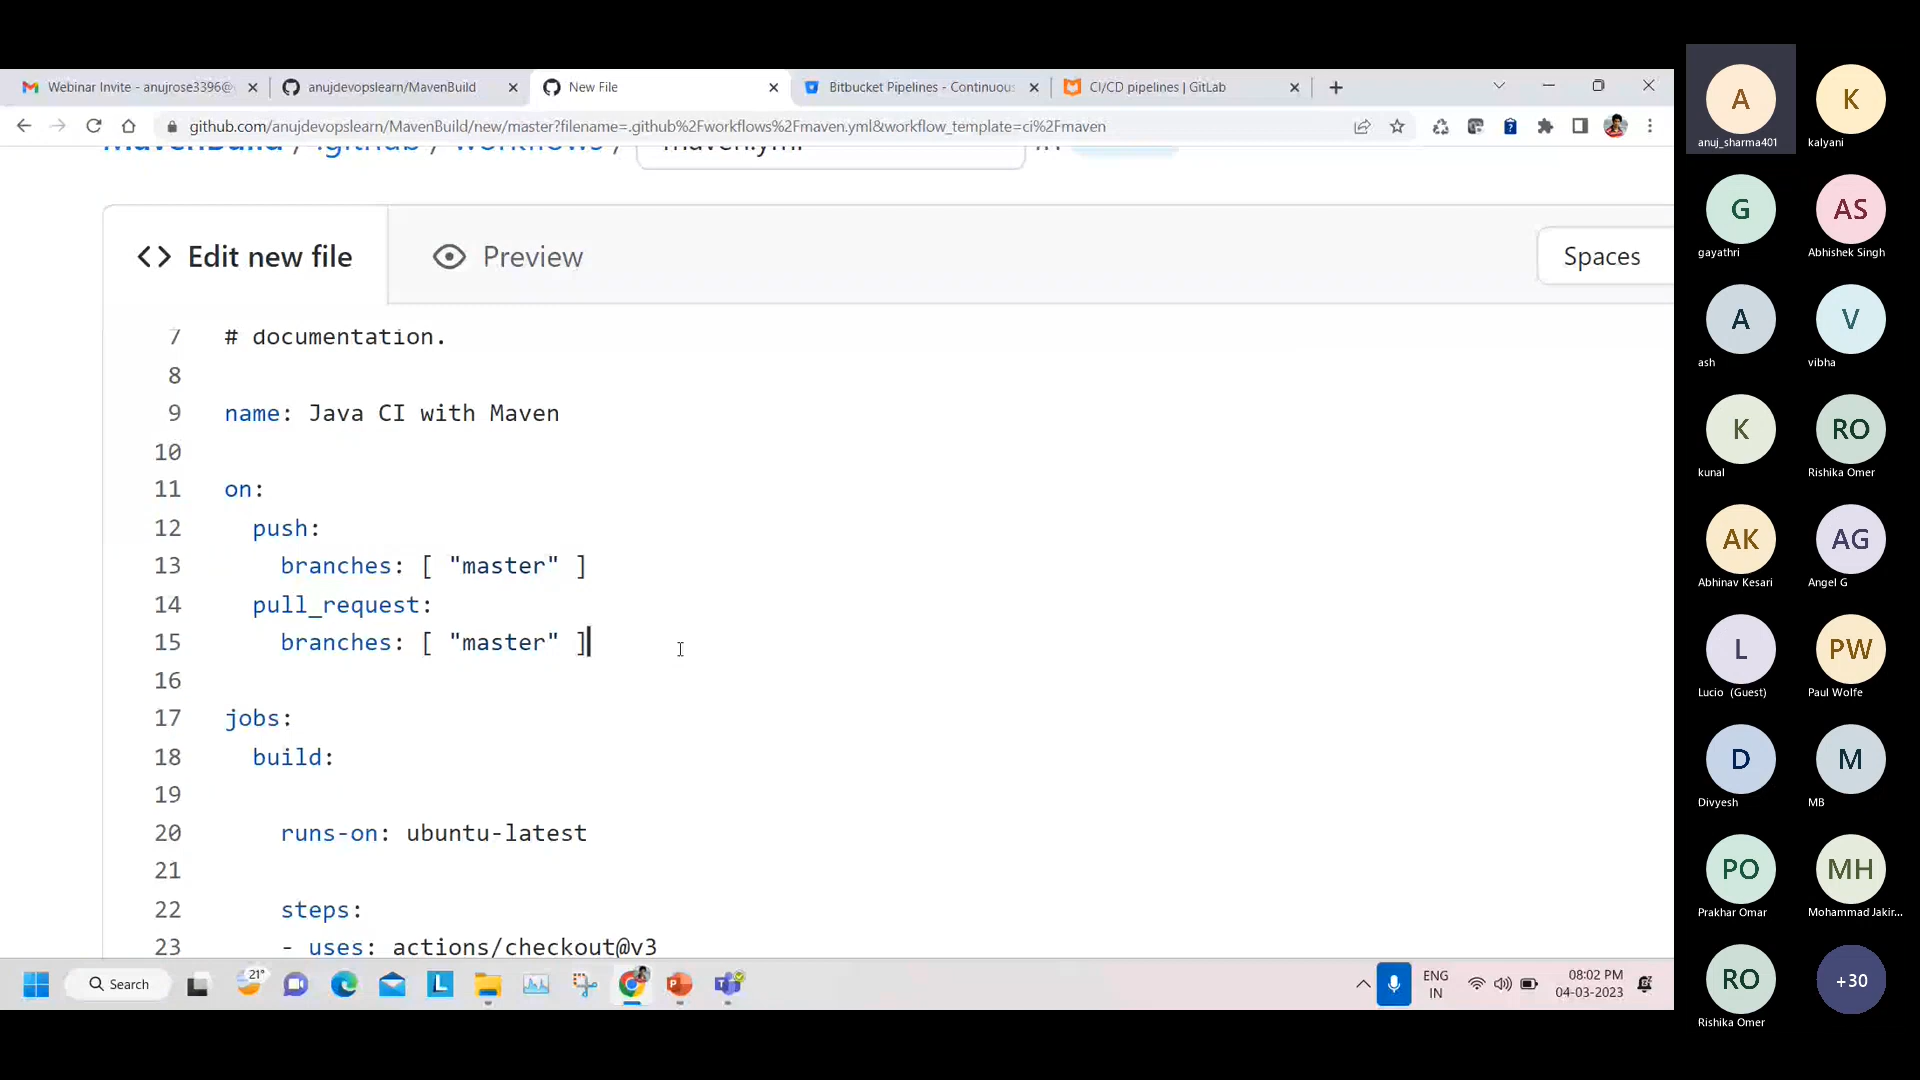 Webinar Invite - anujrose3396@
anujdevopslearn/MavenBuild
New File
Bitbucket Pipelines - Continuous
CI/CD pipelines | GitLab
github.com/anujdevopslearn/MavenBuild/new/master?filename=.github%2Fworkflows%2Fmaven.yml&workflow_template=ci%2Fmaven
MavenBuild / .github / workflows / maven.yml in
<> Edit new file
Preview
Spaces
7 # documentation.
8
9 name: Java CI with Maven
10
11 on:
12 push:
13 branches: [ "master" ]
14 pull_request:
15 branches: [ "master" ]
16
17 jobs:
18 build:
19
20 runs-on: ubuntu-latest
21
22 steps:
23 - uses: actions/checkout@v3
Search
21°
ENG
IN
08:02 PM
04-03-2023
A
anuj_sharma401
K
kalyani
G
gayathri
AS
Abhishek Singh
A
ash
V
vibha
K
kunal
RO
Rishika Omer
AK
Abhinav Kesari
AG
Angel G
L
Lucio (Guest)
PW
Paul Wolfe
D
Divyesh
M
MB
PO
Prakhar Omar
MH
Mohammad Jakir...
RO
Rishika Omer
+30